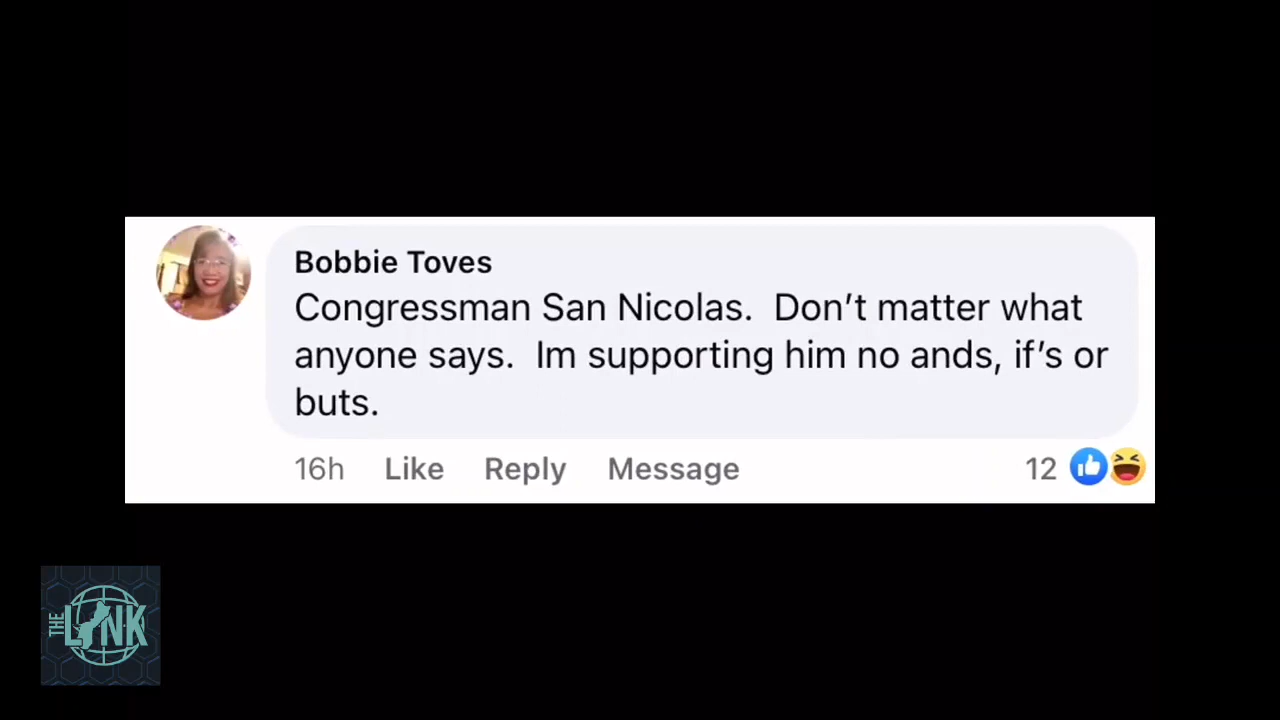 Bobbie Toves
Congressman San Nicolas.  Don’t matter what
anyone says.  Im supporting him no ands, if’s or
buts.
16h Like Reply Message 12
THE LINK